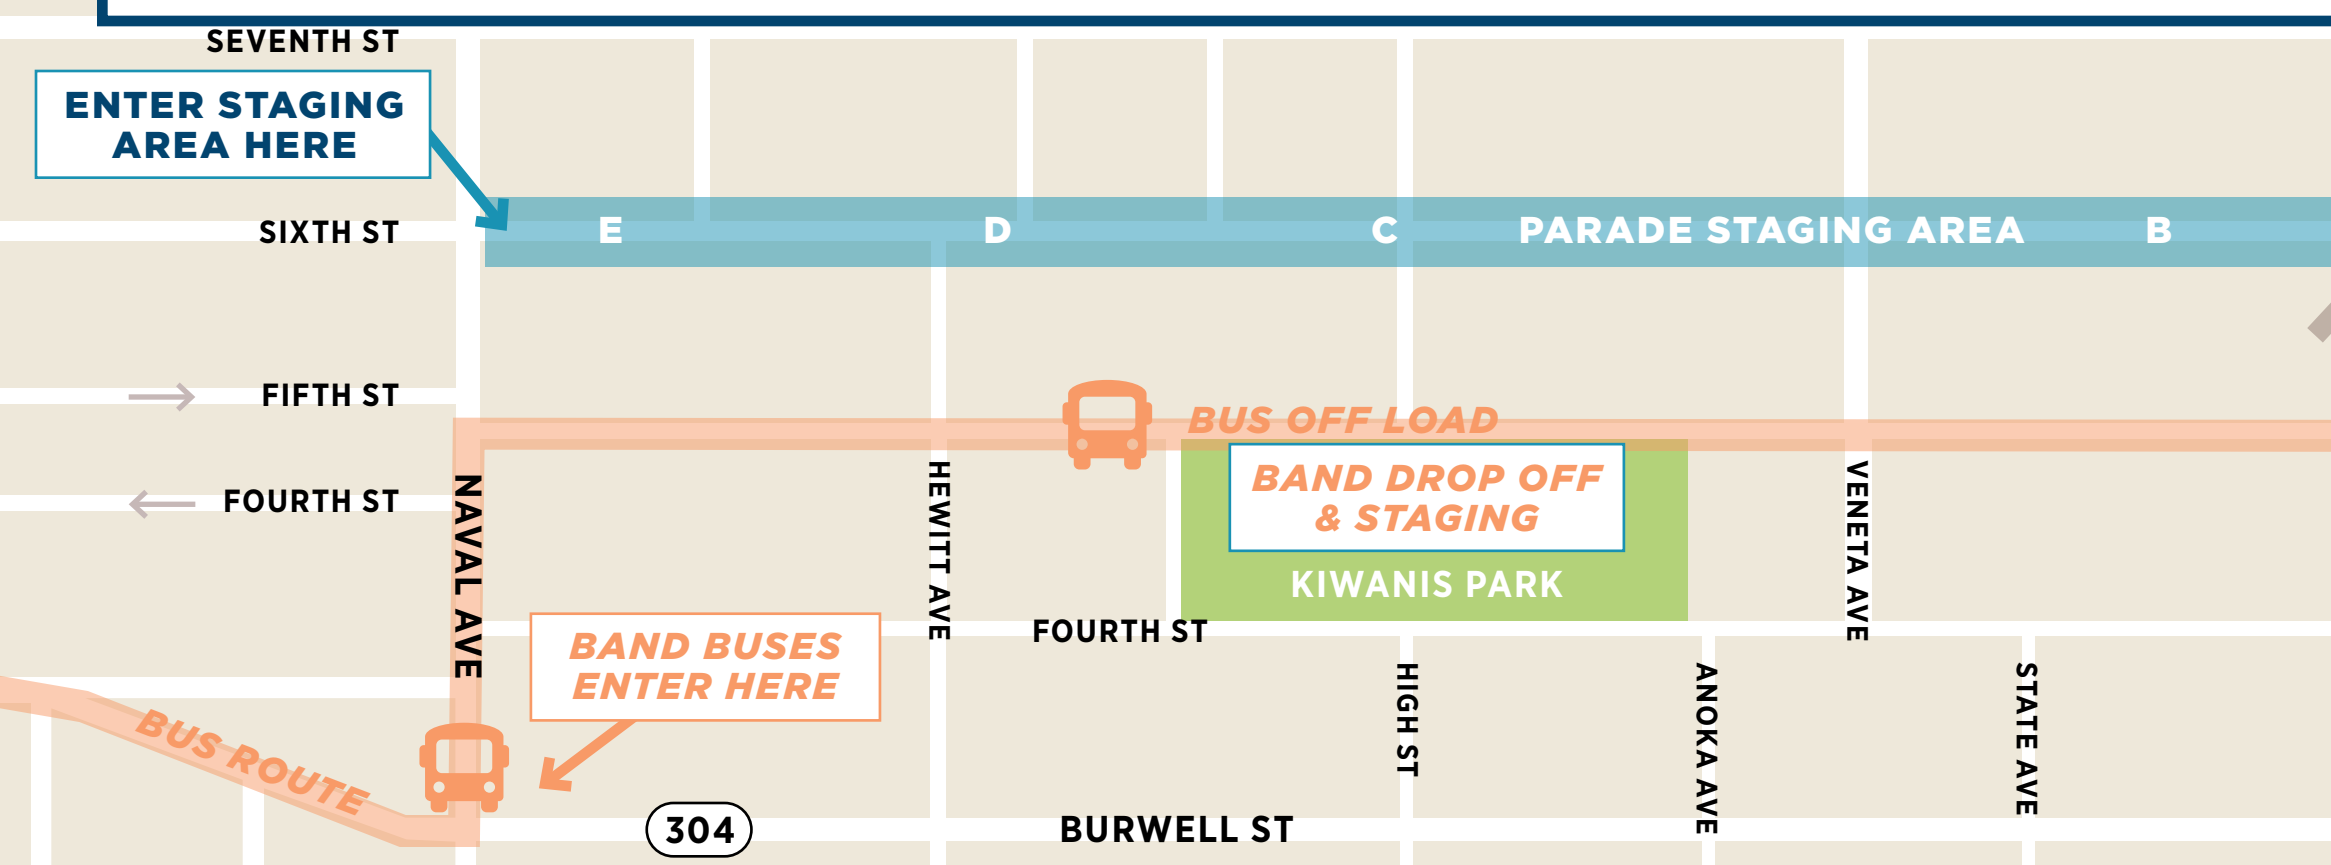 SEVENTH ST
ENTER STAGING
AREA HERE
SIXTH ST
E
D
C
PARADE STAGING AREA
B
FIFTH ST
BUS OFF LOAD
BAND DROP OFF
& STAGING
KIWANIS PARK
FOURTH ST
NAVAL AVE
HEWITT AVE
VENETA AVE
FOURTH ST
BAND BUSES
ENTER HERE
HIGH ST
ANOKA AVE
STATE AVE
BUS ROUTE
304
BURWELL ST